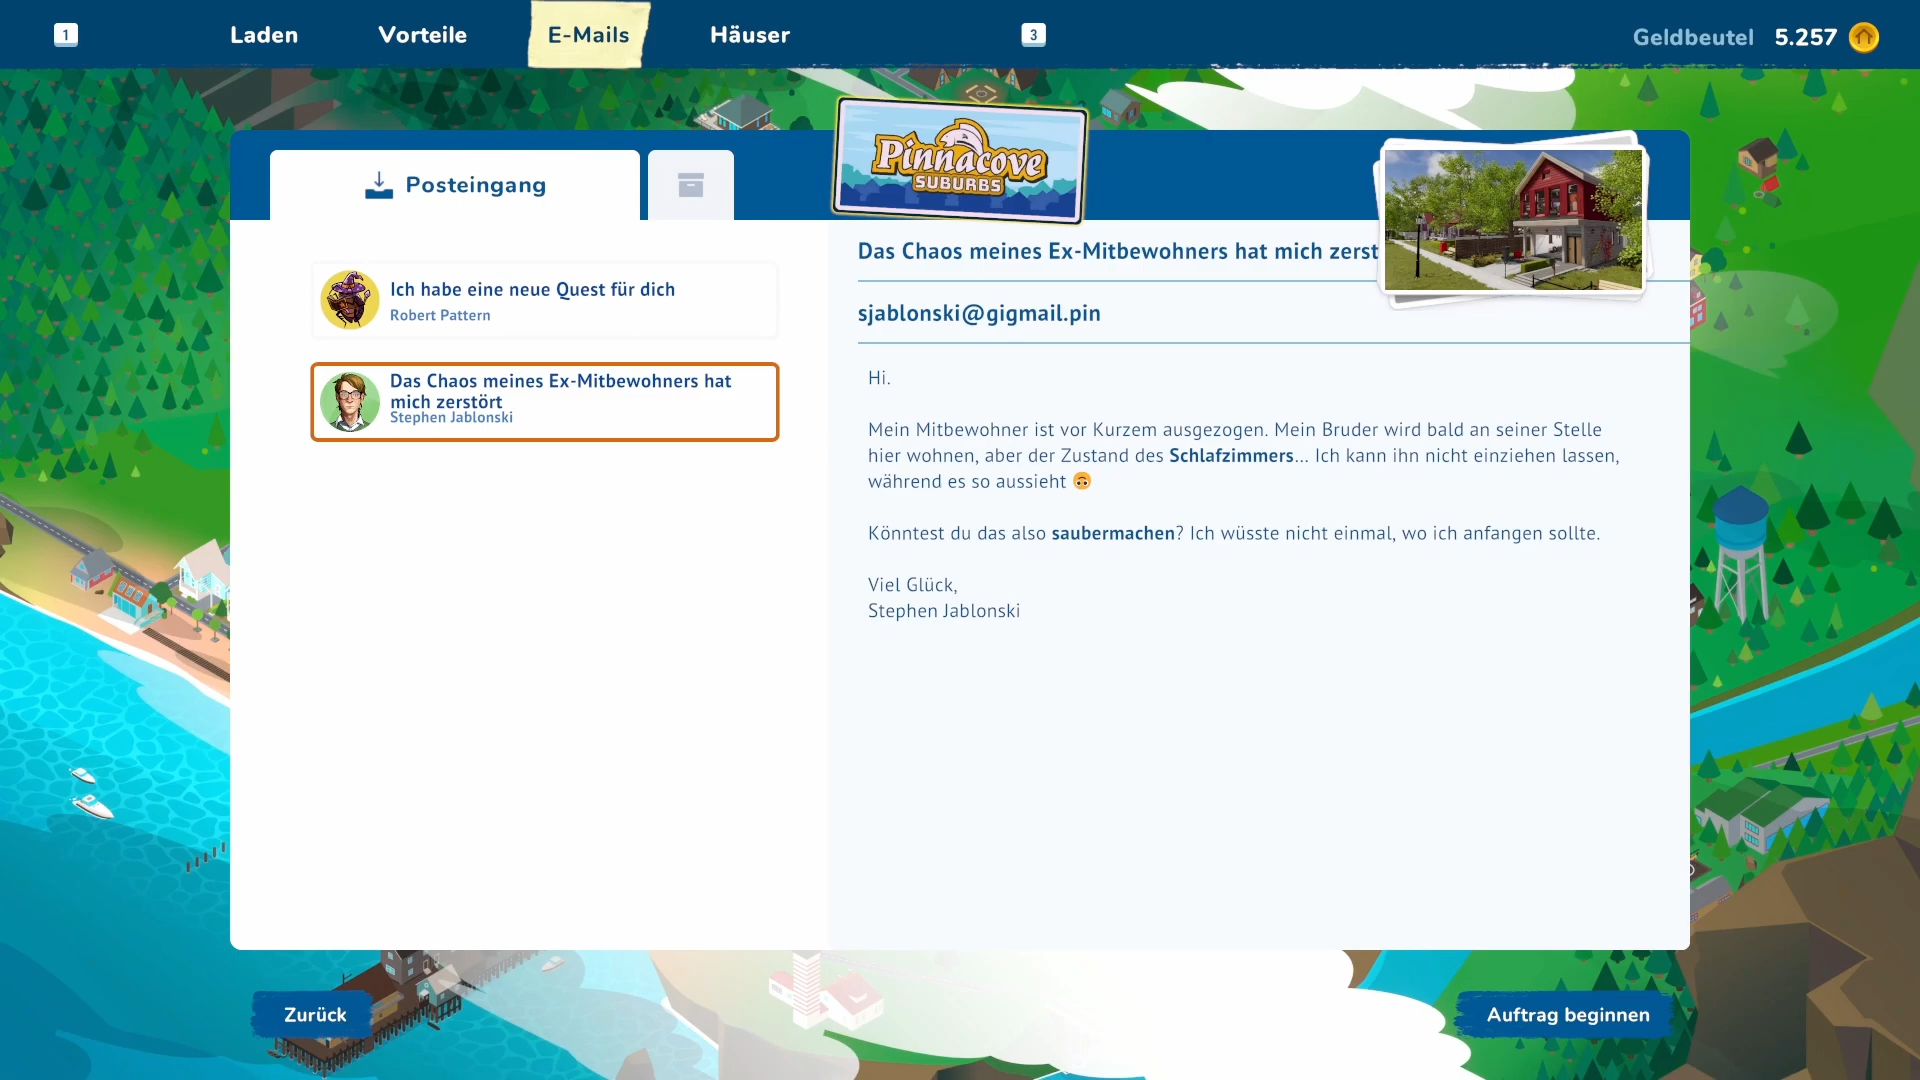 1
Laden
Vorteile
E-Mails
Häuser
3
Geldbeutel 5.257
Posteingang
Pinnacove
SUBURBS
Ich habe eine neue Quest für dich
Robert Pattern
Das Chaos meines Ex-Mitbewohners hat
mich zerstört
Stephen Jablonski
Das Chaos meines Ex-Mitbewohners hat mich zerst
sjablonski@gigmail.pin
Hi.
Mein Mitbewohner ist vor Kurzem ausgezogen. Mein Bruder wird bald an seiner Stelle
hier wohnen, aber der Zustand des Schlafzimmers... Ich kann ihn nicht einziehen lassen,
während es so aussieht 🙃
Könntest du das also saubermachen? Ich wüsste nicht einmal, wo ich anfangen sollte.
Viel Glück,
Stephen Jablonski
Zurück
Auftrag beginnen